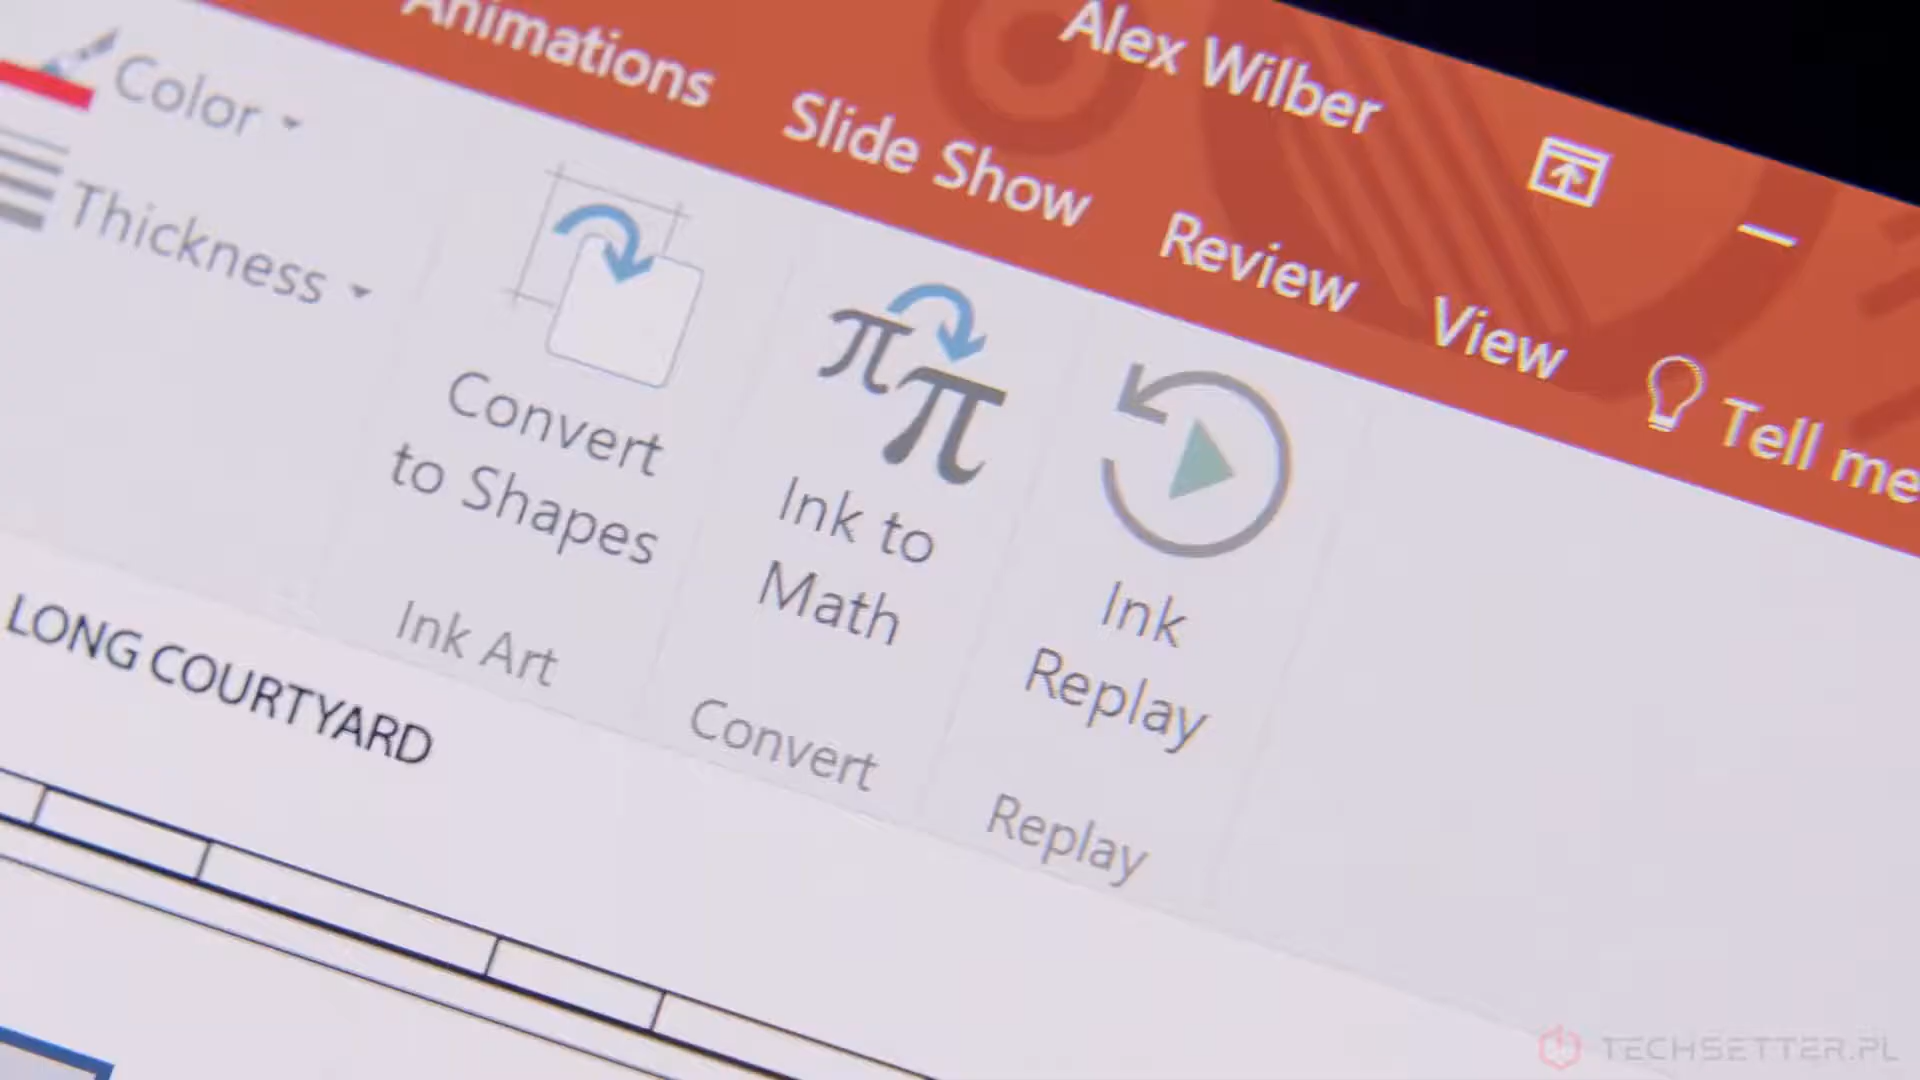 Alex Wilber
Animations
Slide Show
Review
View
Tell me
Color
Thickness
Convert
to Shapes
Ink Art
Ink to
Math
Convert
Ink
Replay
Replay
LONG COURTYARD
TECHSETTER.PL